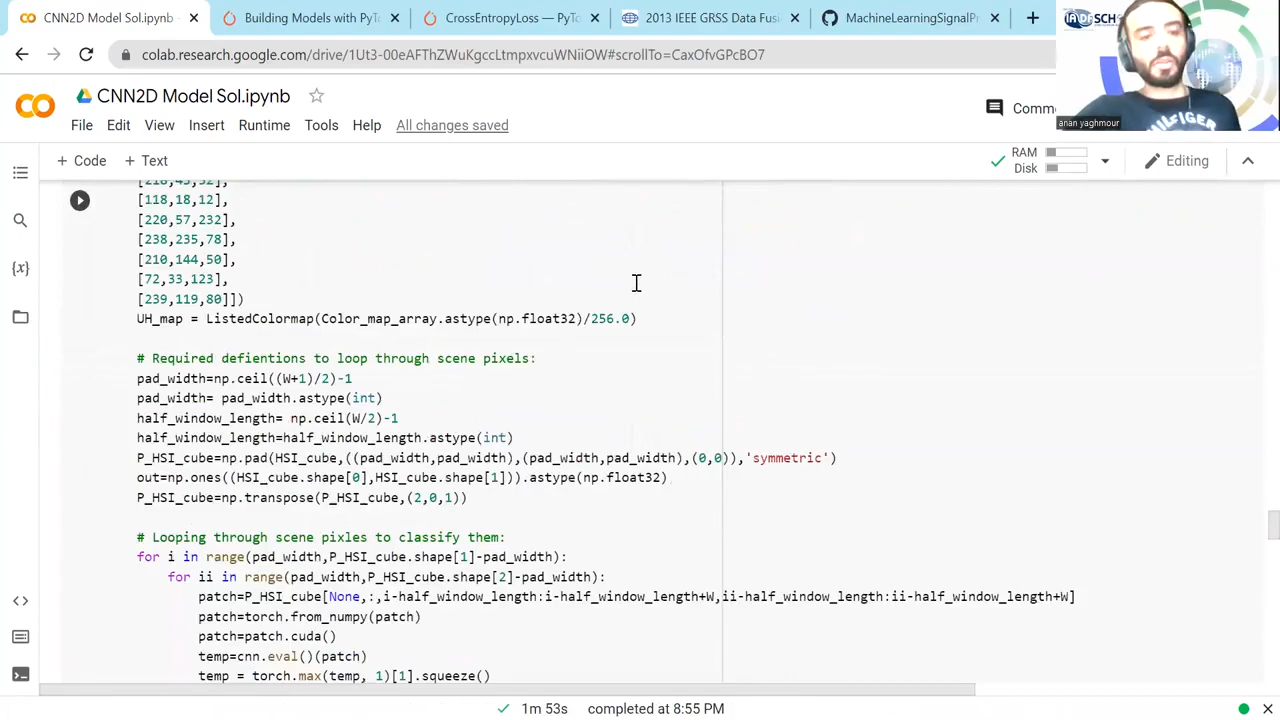 CNN2D Model Sol.ipynb
Building Models with PyT
CrossEntropyLoss — PyTo
2013 IEEE GRSS Data Fusi
MachineLearningSignalPr
colab.research.google.com/drive/1Ut3-00eAFThZWuKgccrL1npxvcuWNiiOW#scrollTo=CaxOfvGPcBO7
CNN2D Model Sol.ipynb
Comme
anan yaghmour
File Edit View Insert Runtime Tools Help All changes saved
+ Code + Text
RAM
Disk
Editing
[118,18,12],
[220,57,232],
[238,235,78],
[210,144,50],
[72,33,123],
[239,119,80]])
UH_map = ListedColormap(Color_map_array.astype(np.float32)/256.0)
# Required defientions to loop through scene pixels:
pad_width=np.ceil((W+1)/2)-1
pad_width= pad_width.astype(int)
half_window_length= np.ceil(W/2)-1
half_window_length=half_window_length.astype(int)
P_HSI_cube=np.pad(HSI_cube,((pad_width,pad_width),(pad_width,pad_width),(0,0)),'symmetric')
out=np.ones((HSI_cube.shape[0],HSI_cube.shape[1])).astype(np.float32)
P_HSI_cube=np.transpose(P_HSI_cube,(2,0,1))
# Looping through scene pixles to classify them:
for i in range(pad_width,P_HSI_cube.shape[1]-pad_width):
for ii in range(pad_width,P_HSI_cube.shape[2]-pad_width):
patch=P_HSI_cube[None,:,i-half_window_length:i-half_window_length+W,ii-half_window_length:ii-half_window_length+W]
patch=torch.from_numpy(patch)
patch=patch.cuda()
temp=cnn.eval()(patch)
temp = torch.max(temp, 1)[1].squeeze()
1m 53s completed at 8:55 PM